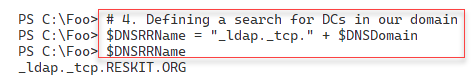 PS C:\Foo> # 4. Defining a search for DCs in our domain
PS C:\Foo> $DNSRRName = "_ldap._tcp." + $DNSDomain
PS C:\Foo> $DNSRRName
_ldap._tcp.RESKIT.ORG